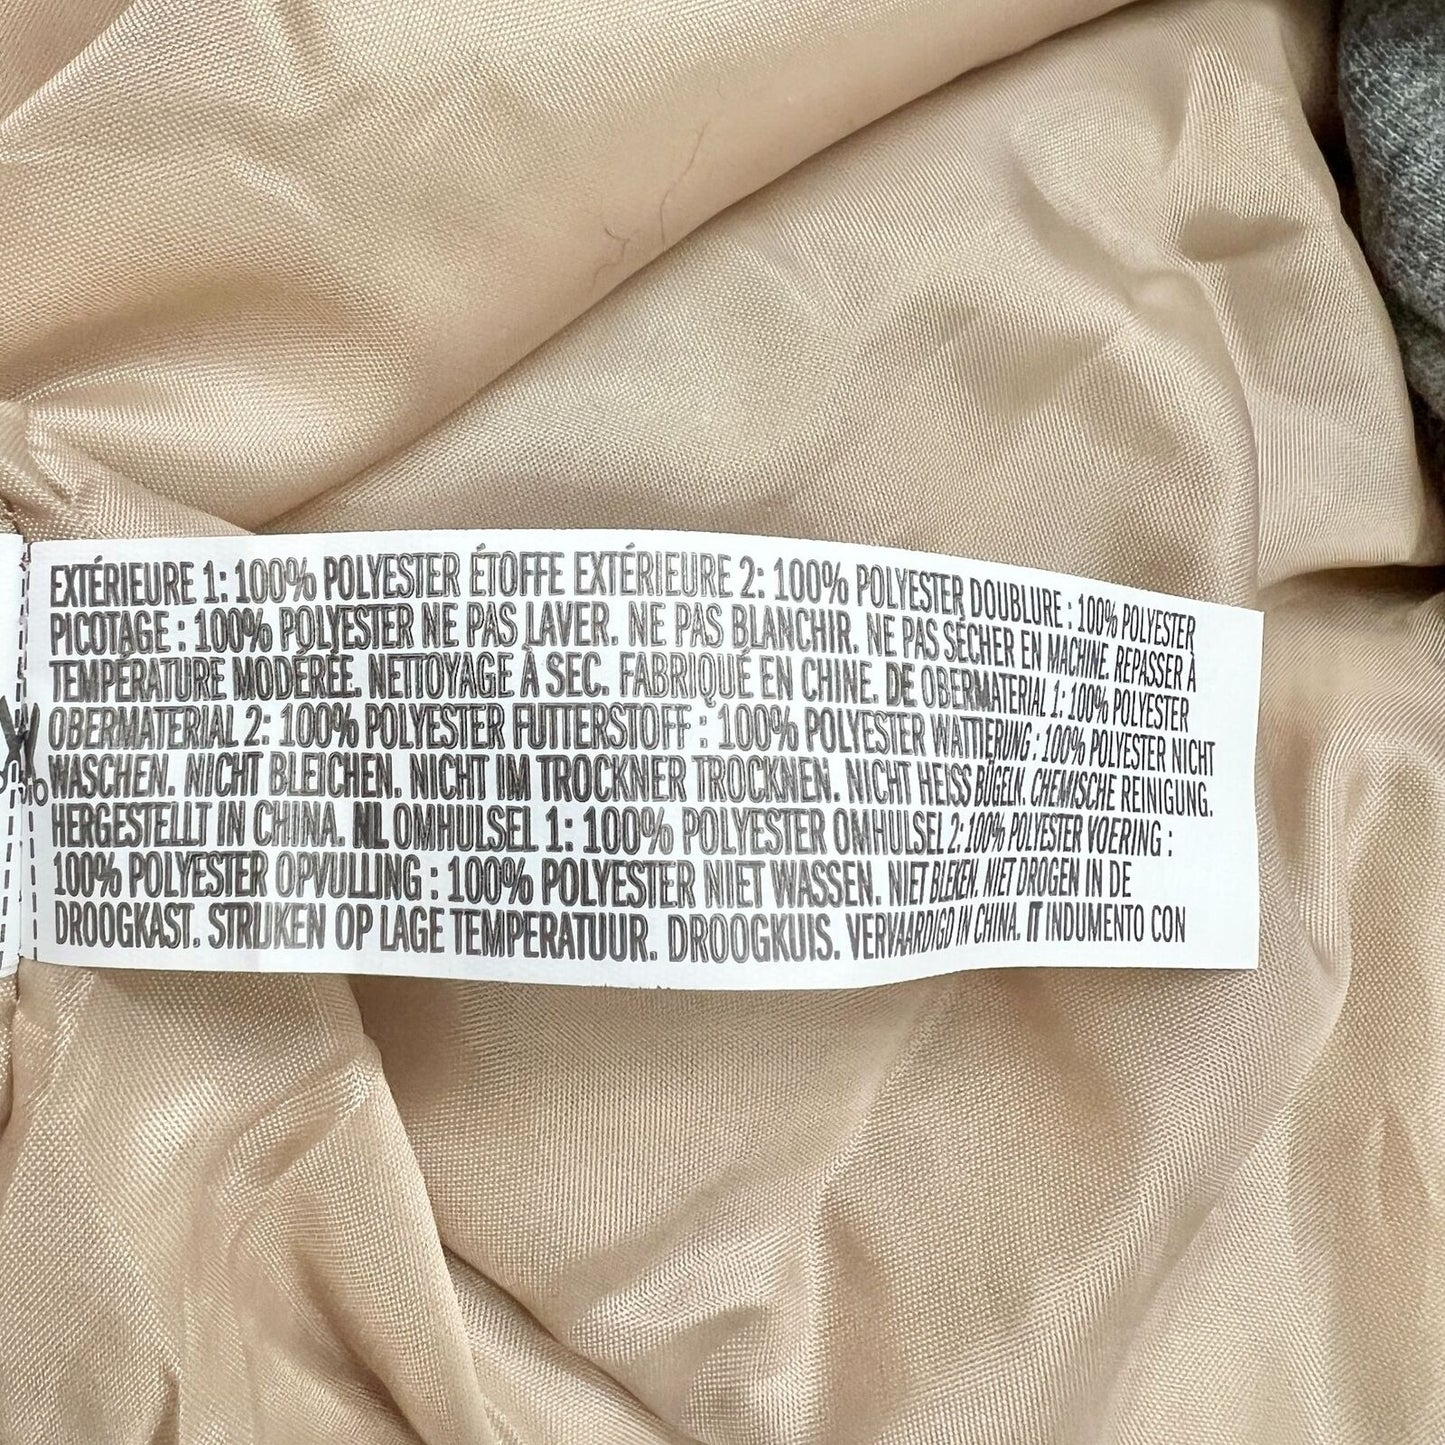 EXTÉRIEURE 1: 100% POLYESTER ÉTOFFE EXTÉRIEURE 2: 100% POLYESTER DOUBLURE : 100% POLYESTER
PICOTAGE : 100% POLYESTER NE PAS LAVER. NE PAS BLANCHIR. NE PAS SÉCHER EN MACHINE. REPASSER À
TEMPÉRATURE MODÉRÉE. NETTOYAGE À SEC. FABRIQUÉ EN CHINE. DE OBERMATERIAL 1: 100% POLYESTER
OBERMATERIAL 2: 100% POLYESTER FUTTERSTOFF : 100% POLYESTER WATTIERUNG : 100% POLYESTER NICHT
WASCHEN. NICHT BLEICHEN. NICHT IM TROCKNER TROCKNEN. NICHT HEISS BÜGELN. CHEMISCHE REINIGUNG.
HERGESTELLT IN CHINA. NL OMHULSEL 1: 100% POLYESTER OMHULSEL 2: 100% POLYESTER VOERING :
100% POLYESTER OPVULLING : 100% POLYESTER NIET WASSEN. NIET BLEKEN. NIET DROGEN IN DE
DROOGKAST. STRIJKEN OP LAGE TEMPERATUUR. DROOGKUIS. VERVAARDIGD IN CHINA. IT INDUMENTO CON